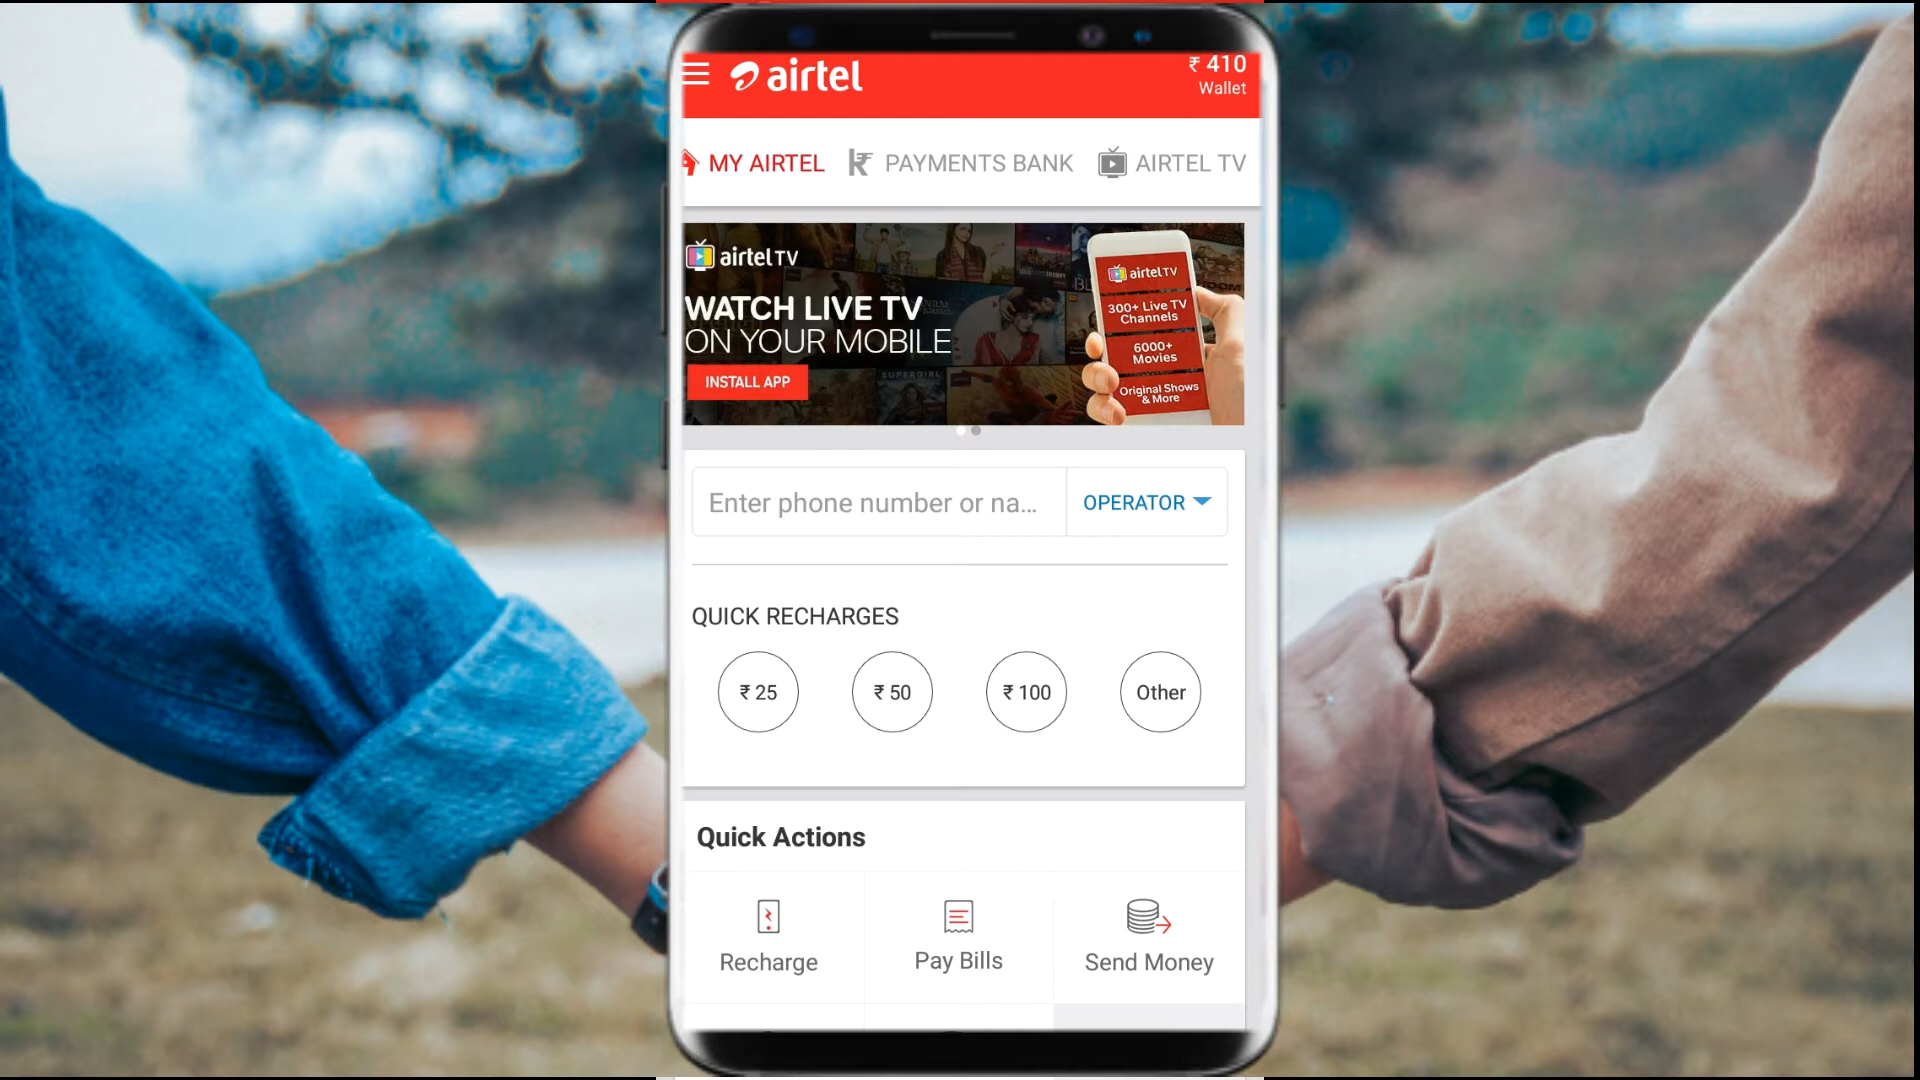 airtel
₹ 410
Wallet
MY AIRTEL
PAYMENTS BANK
AIRTEL TV
airtel TV
WATCH LIVE TV
ON YOUR MOBILE
INSTALL APP
SUPERGIRL
airtel TV
300+ Live TV
Channels
6000+
Movies
Original Shows
& More
Enter phone number or na...
OPERATOR
QUICK RECHARGES
₹ 25
₹ 50
₹ 100
Other
Quick Actions
Recharge
Pay Bills
Send Money